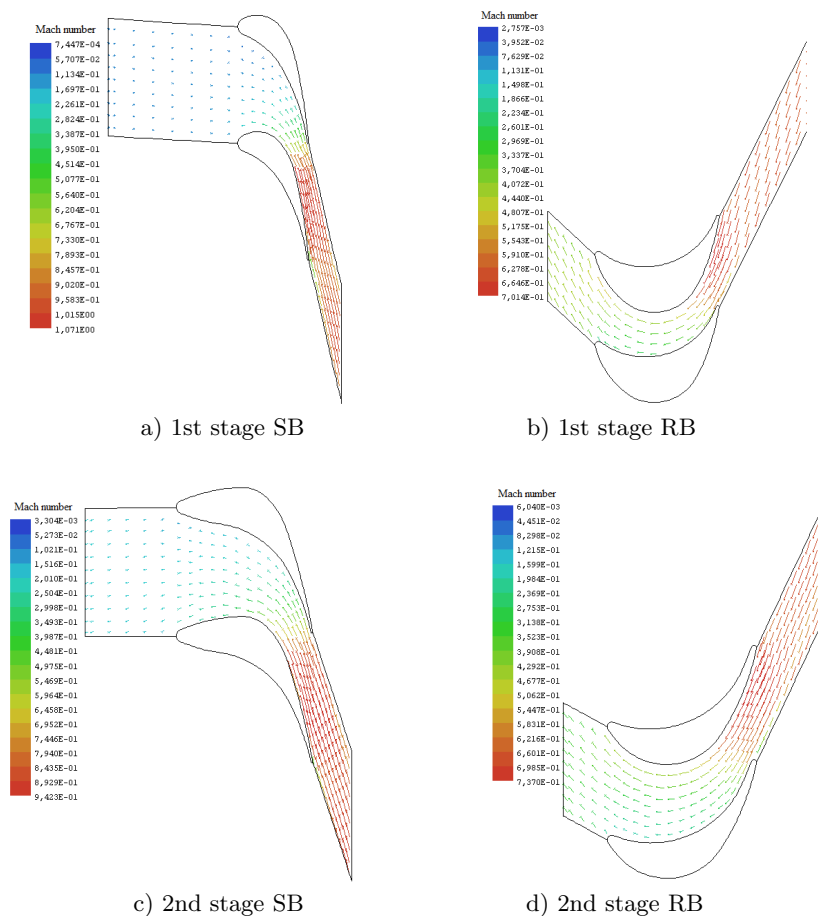 Mach number
7,447E-04
5,707E-02
1,134E-01
1,697E-01
2,261E-01
2,824E-01
3,387E-01
3,950E-01
4,514E-01
5,077E-01
5,640E-01
6,204E-01
6,767E-01
7,330E-01
7,893E-01
8,457E-01
9,020E-01
9,583E-01
1,015E00
1,071E00
a) 1st stage SB
Mach number
2,757E-03
3,952E-02
7,629E-02
1,131E-01
1,498E-01
1,866E-01
2,234E-01
2,601E-01
2,969E-01
3,337E-01
3,704E-01
4,072E-01
4,440E-01
4,807E-01
5,175E-01
5,543E-01
5,910E-01
6,278E-01
6,646E-01
7,014E-01
b) 1st stage RB
Mach number
3,304E-03
5,273E-02
1,021E-01
1,516E-01
2,010E-01
2,504E-01
2,998E-01
3,493E-01
3,987E-01
4,481E-01
4,975E-01
5,469E-01
5,964E-01
6,458E-01
6,952E-01
7,446E-01
7,940E-01
8,435E-01
8,929E-01
9,423E-01
c) 2nd stage SB
Mach number
6,040E-03
4,451E-02
8,298E-02
1,215E-01
1,599E-01
1,984E-01
2,369E-01
2,753E-01
3,138E-01
3,523E-01
3,908E-01
4,292E-01
4,677E-01
5,062E-01
5,447E-01
5,831E-01
6,216E-01
6,601E-01
6,985E-01
7,370E-01
d) 2nd stage RB